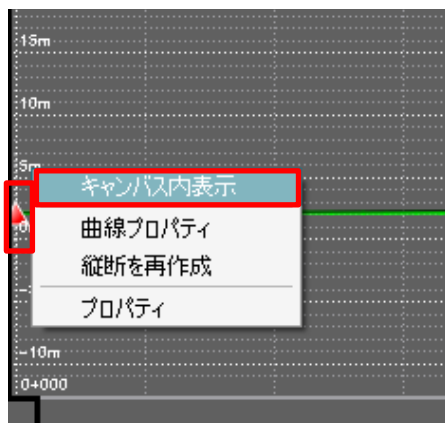 15m
10m
5m
キャンバス内表示
曲線プロパティ
縦断を再作成
プロパティ
-10m
0+000